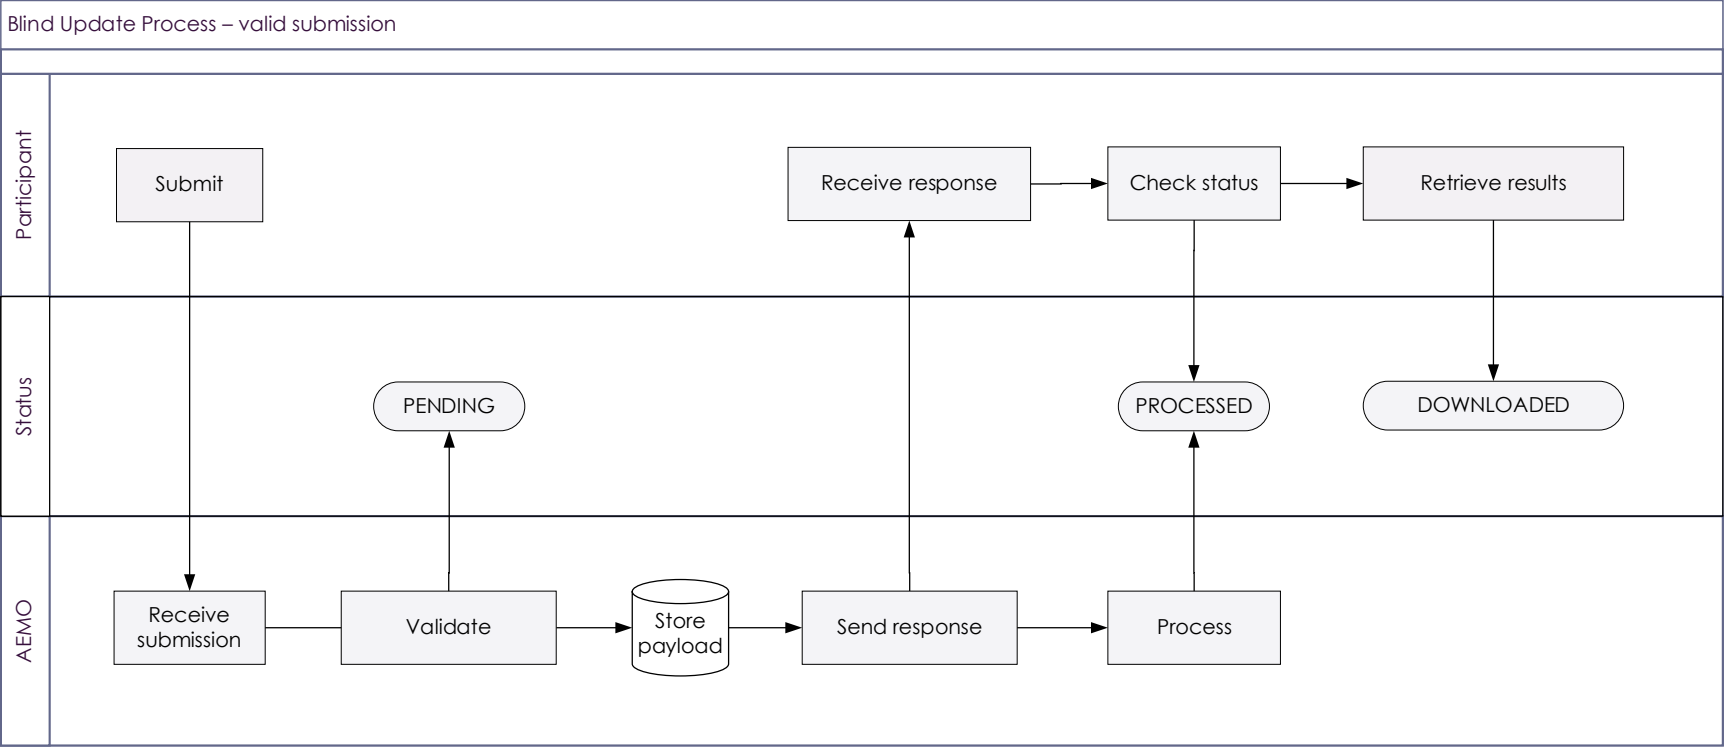 Blind Update Process – valid submission
Participant
Submit
Receive response
Check status
Retrieve results
Status
PENDING
PROCESSED
DOWNLOADED
AEMO
Receive
submission
Validate
Store
payload
Send response
Process